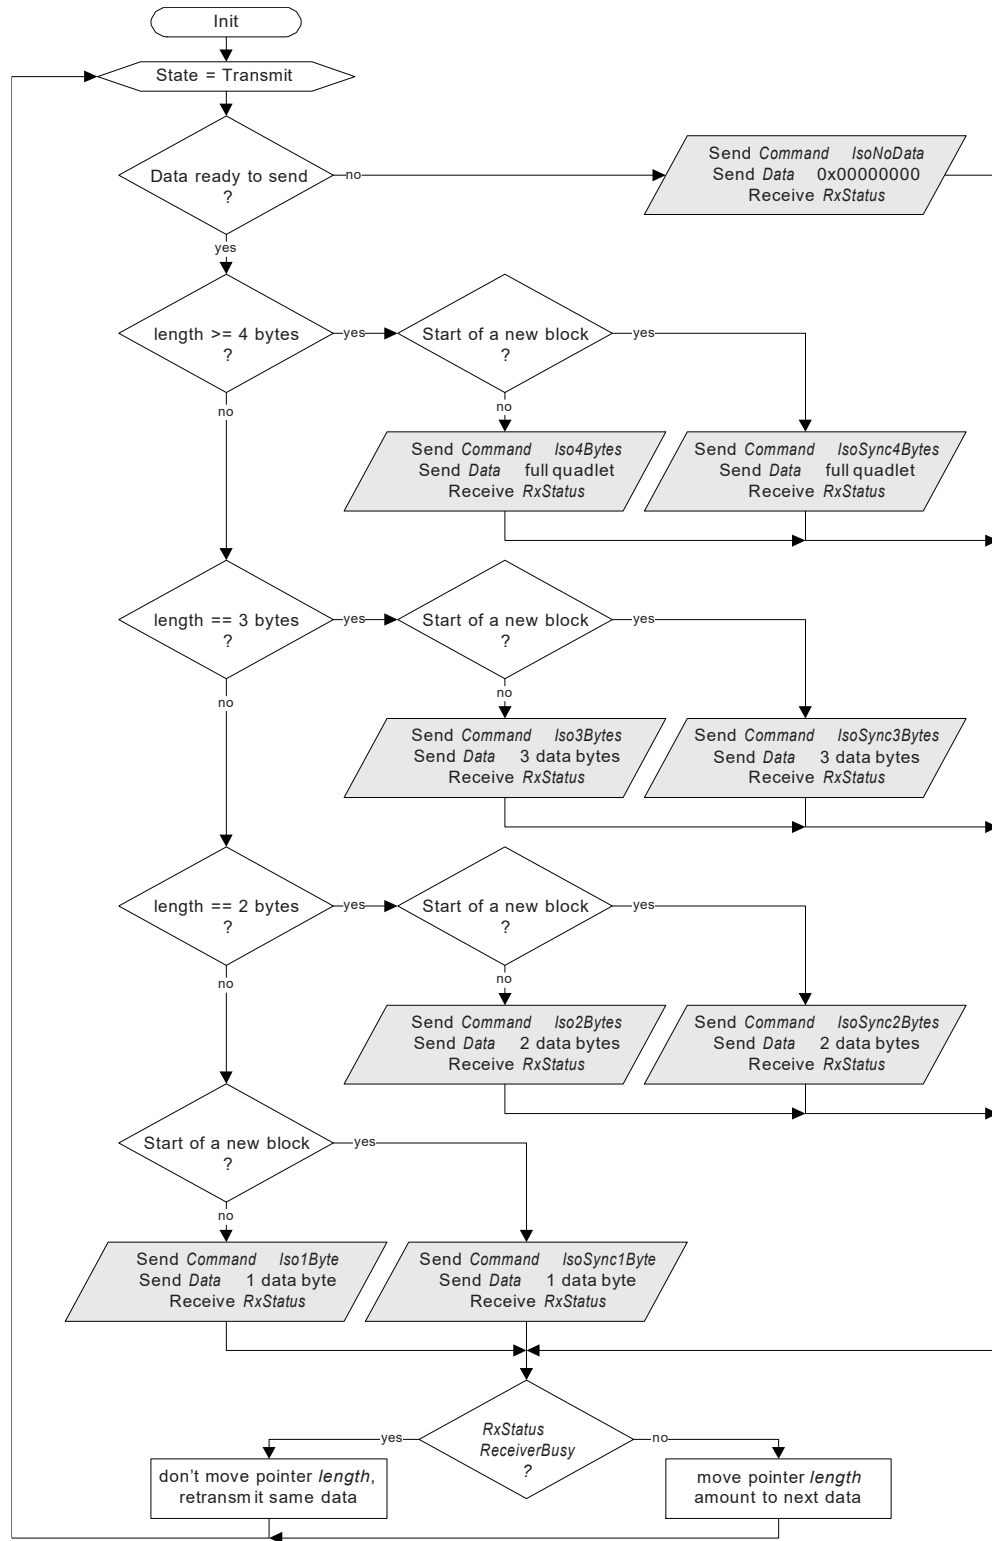 Init
State = Transmit
Data ready to send
?
no
Send Command IsoNoData
Send Data 0x00000000
Receive RxStatus
yes
length >= 4 bytes
?
yes
Start of a new block
?
yes
no
no
Send Command Iso4Bytes
Send Data full quadlet
Receive RxStatus
Send Command IsoSync4Bytes
Send Data full quadlet
Receive RxStatus
length == 3 bytes
?
yes
Start of a new block
?
yes
no
no
Send Command Iso3Bytes
Send Data 3 data bytes
Receive RxStatus
Send Command IsoSync3Bytes
Send Data 3 data bytes
Receive RxStatus
length == 2 bytes
?
yes
Start of a new block
?
yes
no
no
Send Command Iso2Bytes
Send Data 2 data bytes
Receive RxStatus
Send Command IsoSync2Bytes
Send Data 2 data bytes
Receive RxStatus
Start of a new block
?
yes
no
Send Command Iso1Byte
Send Data 1 data byte
Receive RxStatus
Send Command IsoSync1Byte
Send Data 1 data byte
Receive RxStatus
RxStatus
ReceiverBusy
?
yes
no
don't move pointer length,
retransmit same data
move pointer length
amount to next data